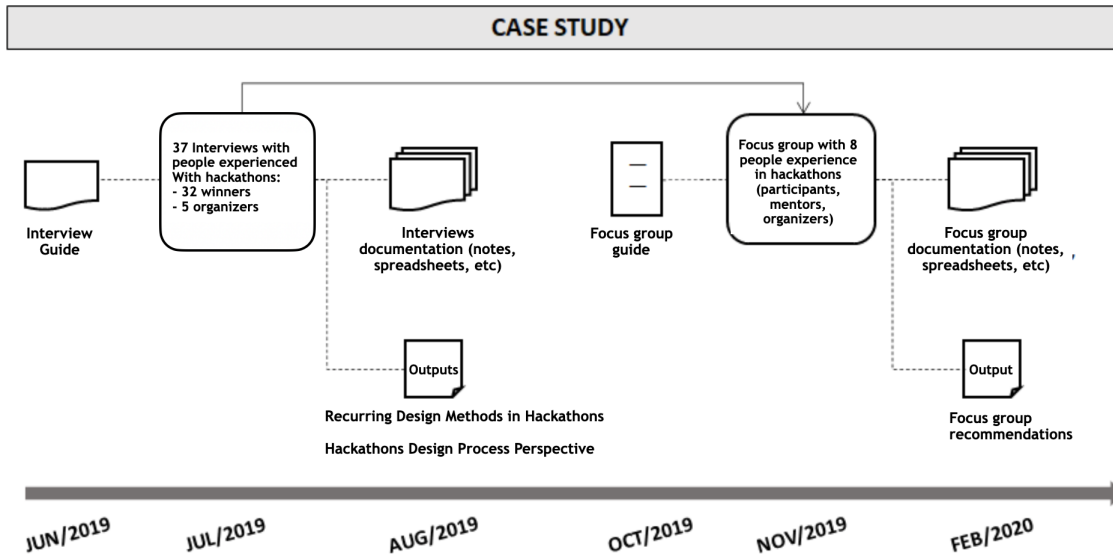 CASE STUDY
37 Interviews with
people experienced
With hackathons:
- 32 winners
- 5 organizers
Interview
Guide
Interviews
documentation (notes,
spreadsheets, etc)
Outputs
Recurring Design Methods in Hackathons
Hackathons Design Process Perspective
Focus group
guide
Focus group with 8
people experience
in hackathons
(participants,
mentors,
organizers)
Focus group
documentation (notes, ,
spreadsheets, etc)
Output
Focus group
recommendations
JUN/2019
JUL/2019
AUG/2019
OCT/2019
NOV/2019
FEB/2020